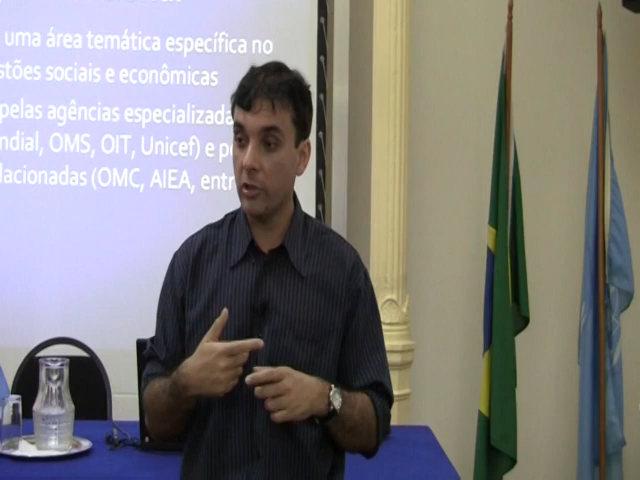 uma área temática específica no
stões sociais e econômicas
pelas agências especializada
ndial, OMS, OIT, Unicef) e p
lacionadas (OMC, AIEA, entr